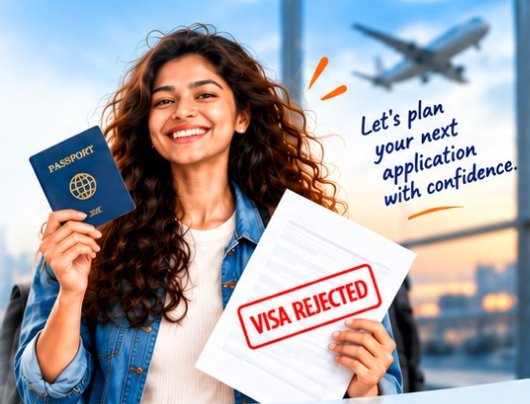 PASSPORT
Let's plan
your next
application
with confidence.
VISA REJECTED